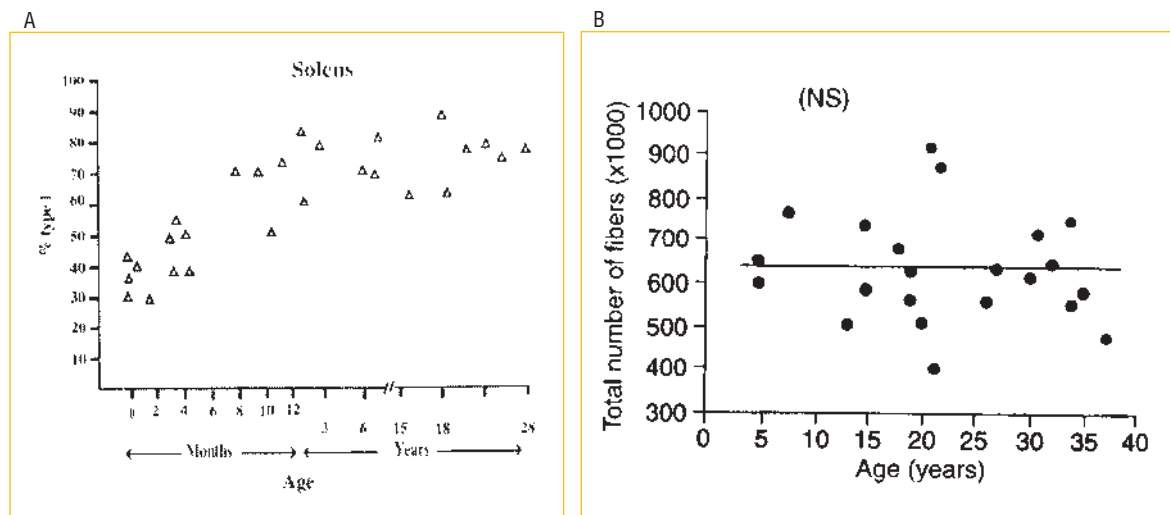 A
Soleus
% type I
100
90
80
70
60
50
40
30
20
10
0 2 4 6 8 10 12
3 6 15 18 28
Months Years
Age
B
(NS)
Total number of fibers (x1000)
1000
900
800
700
600
500
400
300
0 5 10 15 20 25 30 35 40
Age (years)